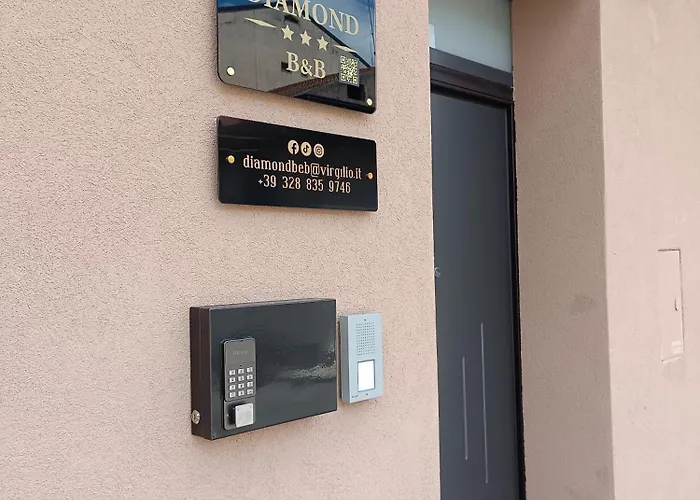 DIAMOND
B&B
diamondbeb@virgilio.it
+39 328 835 9746